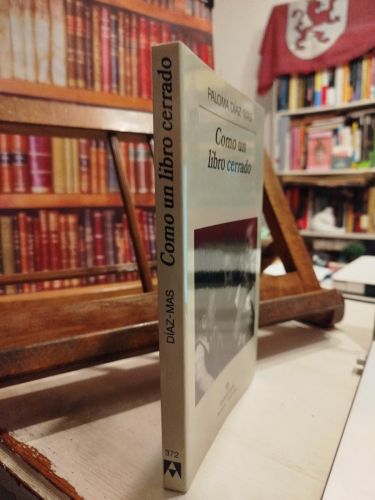 Como un libro cerrado
DÍAZ-MAS
372
PALOMA DÍAZ-MAS
Como un
libro cerrado